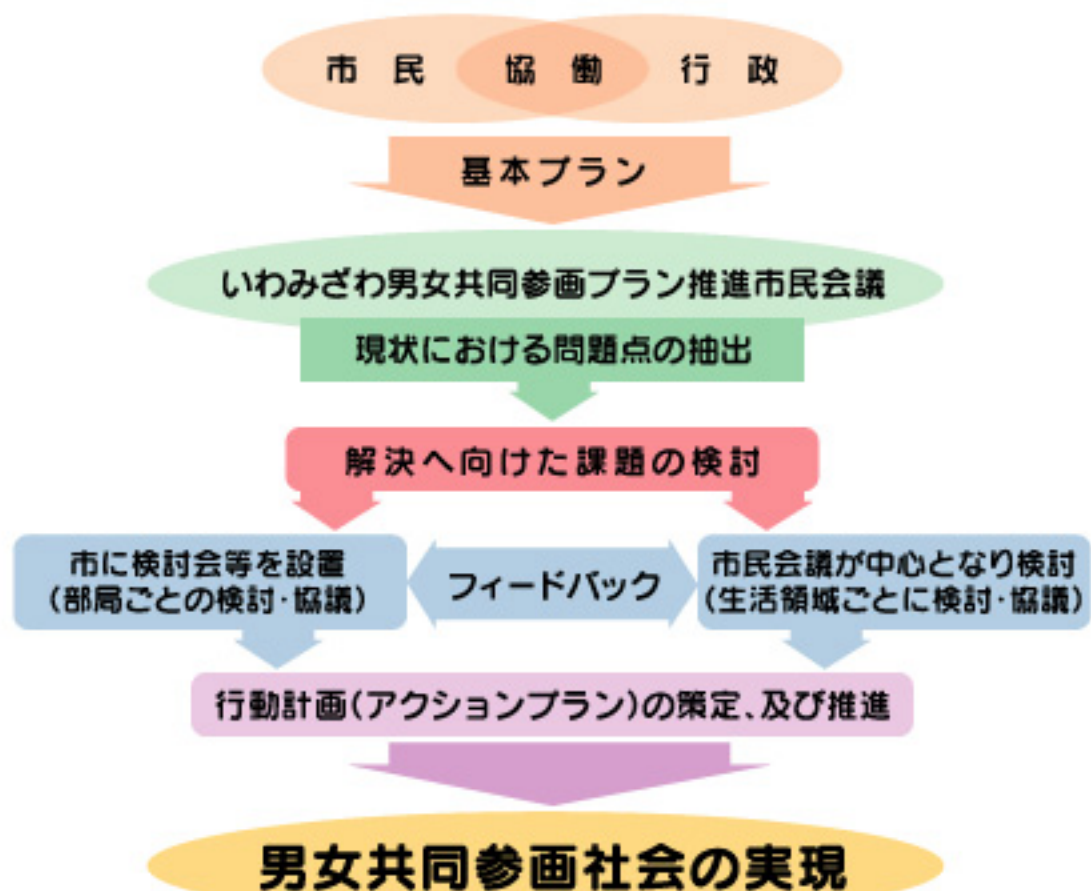 市民 協働 行政
基本プラン
いわみざわ男女共同参画プラン推進市民会議
現状における問題点の抽出
解決へ向けた課題の検討
市に検討会等を設置
(部局ごとの検討・協議)
フィードバック
市民会議が中心となり検討
(生活領域ごとに検討・協議)
行動計画(アクションプラン)の策定、及び推進
男女共同参画社会の実現